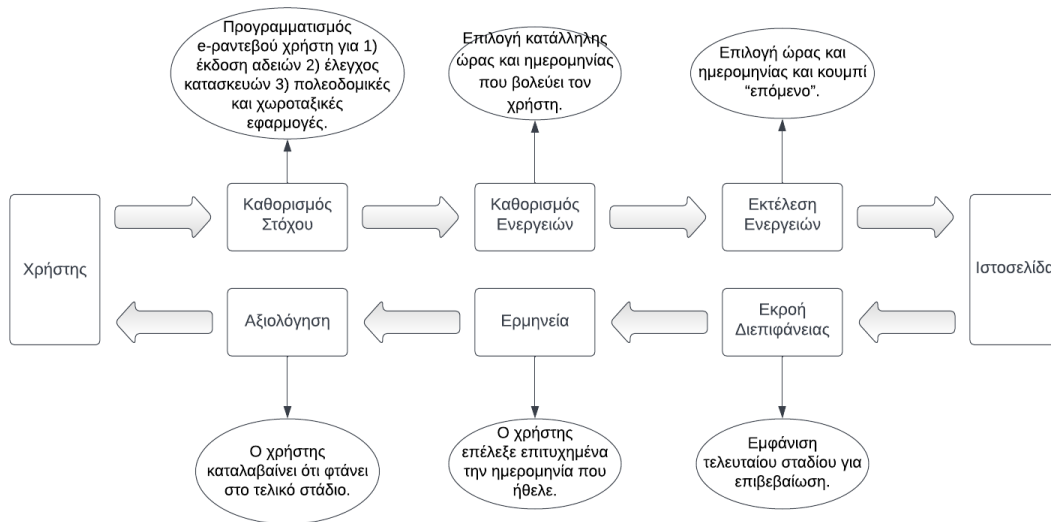 Προγραμματισμός
e-ραντεβού χρήστη για 1)
έκδοση αδειών 2) έλεγχος
κατασκευών 3) πολεοδομικές
και χωροταξικές
εφαρμογές.
Επιλογή κατάλληλης
ώρας και ημερομηνίας
που βολεύει τον
χρήστη.
Επιλογή ώρας και
ημερομηνίας και κουμπί
“επόμενο”.
Χρήστης
Καθορισμός
Στόχου
Καθορισμός
Ενεργειών
Εκτέλεση
Ενεργειών
Ιστοσελίδα
Αξιολόγηση
Ερμηνεία
Εκροή
Διεπιφάνειας
Ο χρήστης
καταλαβαίνει ότι φτάνει
στο τελικό στάδιο.
Ο χρήστης
επέλεξε επιτυχημένα
την ημερομηνία που
ήθελε.
Εμφάνιση
τελευταίου σταδίου για
επιβεβαίωση.